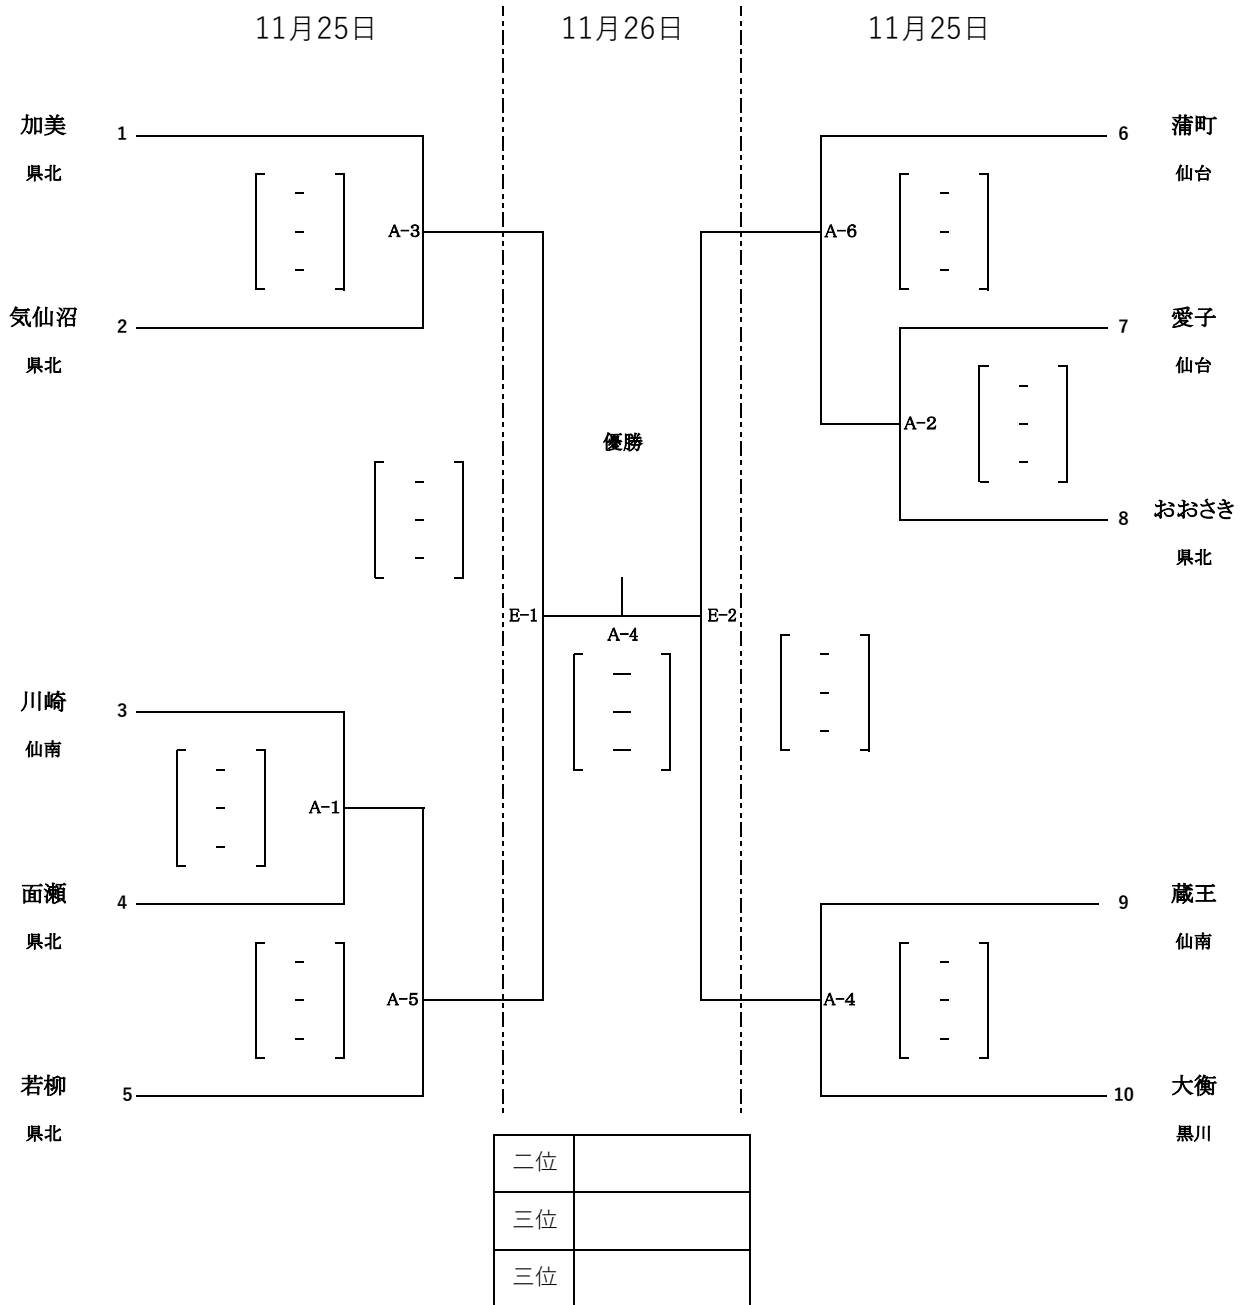 11月25日 11月26日 11月25日
加美 1 6 蒲町
県北 仙台
- -
A-3 - A-6 -
- -
気仙沼 2 7 愛子
県北 仙台
-
A-2 -
優勝
-
-
-
-
8 おおさき
県北
E-1 E-2
A-4
-
-
-
-
-
-
川崎 3
仙南
-
- A-1
-
面瀬 4 9 蔵王
県北 仙南
- -
- A-5 A-4 -
- -
若柳 5 10 大衡
県北 黒川
二位
三位
三位